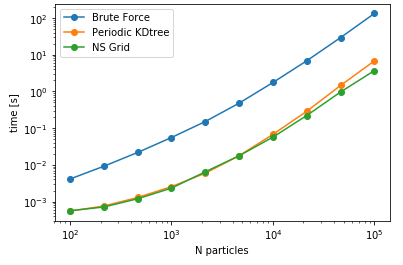 Brute Force
Periodic KDtree
NS Grid
time [s]
10²
10¹
10⁰
10⁻¹
10⁻²
10⁻³
10² 10³ 10⁴ 10⁵
N particles